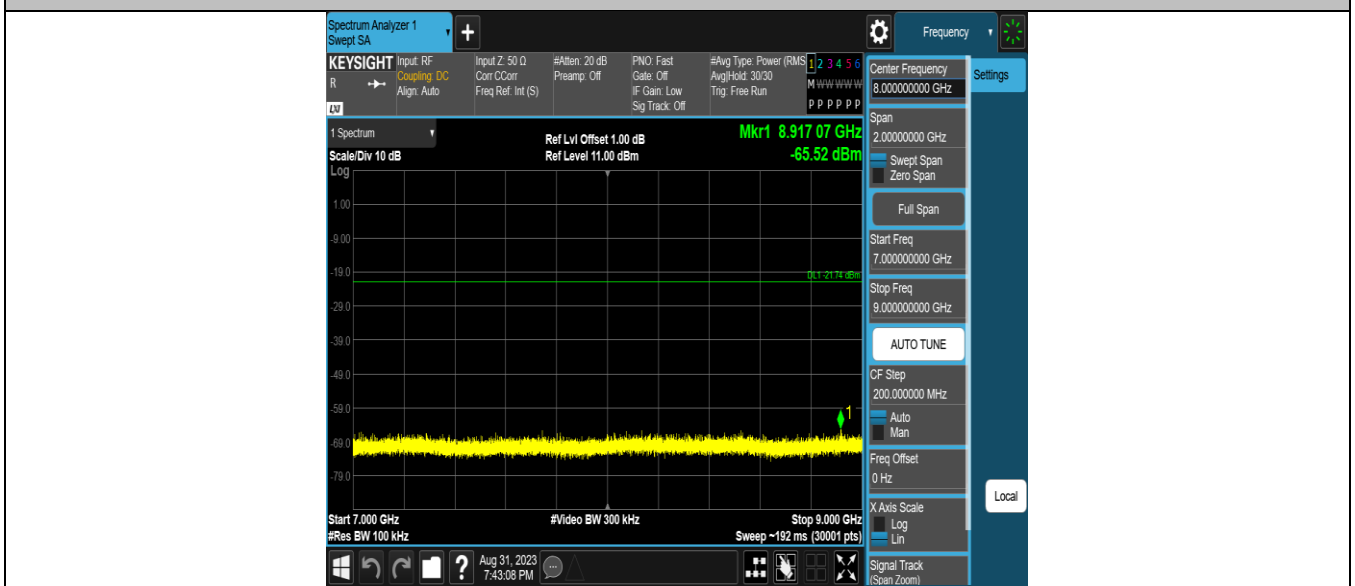 Spectrum Analyzer 1
Swept SA
+
Frequency
KEYSIGHT
R
LXI
Input: RF
Coupling: DC
Align: Auto
Input Z: 50 Ω
Corr CCorr
Freq Ref: Int (S)
#Atten: 20 dB
Preamp: Off
PNO: Fast
Gate: Off
IF Gain: Low
Sig Track: Off
#Avg Type: Power (RMS
Avg|Hold: 30/30
Trig: Free Run
1 2 3 4 5 6
M W W W W W
P P P P P P
1 Spectrum
Scale/Div 10 dB
Log
Ref Lvl Offset 1.00 dB
Ref Level 11.00 dBm
Mkr1 8.917 07 GHz
-65.52 dBm
1.00
-9.00
-19.0
DL1 -21.74 dBm
-29.0
-39.0
-49.0
-59.0
1
-69.0
-79.0
Start 7.000 GHz
#Res BW 100 kHz
#Video BW 300 kHz
Stop 9.000 GHz
Sweep ~192 ms (30001 pts)
?
Aug 31, 2023
7:43:08 PM
Center Frequency
8.000000000 GHz
Settings
Span
2.00000000 GHz
Swept Span
Zero Span
Full Span
Start Freq
7.000000000 GHz
Stop Freq
9.000000000 GHz
AUTO TUNE
CF Step
200.000000 MHz
Auto
Man
Freq Offset
0 Hz
X Axis Scale
Log
Lin
Local
Signal Track
(Span Zoom)